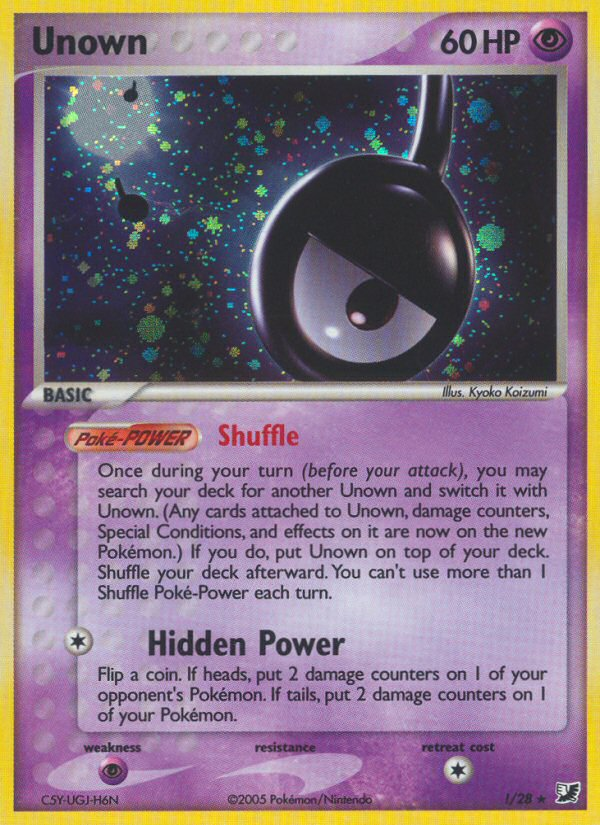 Unown 60 HP
BASIC
Illus. Kyoko Koizumi
Poké-POWER Shuffle
Once during your turn (before your attack), you may
search your deck for another Unown and switch it with
Unown. (Any cards attached to Unown, damage counters,
Special Conditions, and effects on it are now on the new
Pokémon.) If you do, put Unown on top of your deck.
Shuffle your deck afterward. You can't use more than 1
Shuffle Poké-Power each turn.
Hidden Power
Flip a coin. If heads, put 2 damage counters on 1 of your
opponent's Pokémon. If tails, put 2 damage counters on 1
of your Pokémon.
weakness resistance retreat cost
C5Y-UGJ-H6N ©2005 Pokémon/Nintendo 1/28 ★